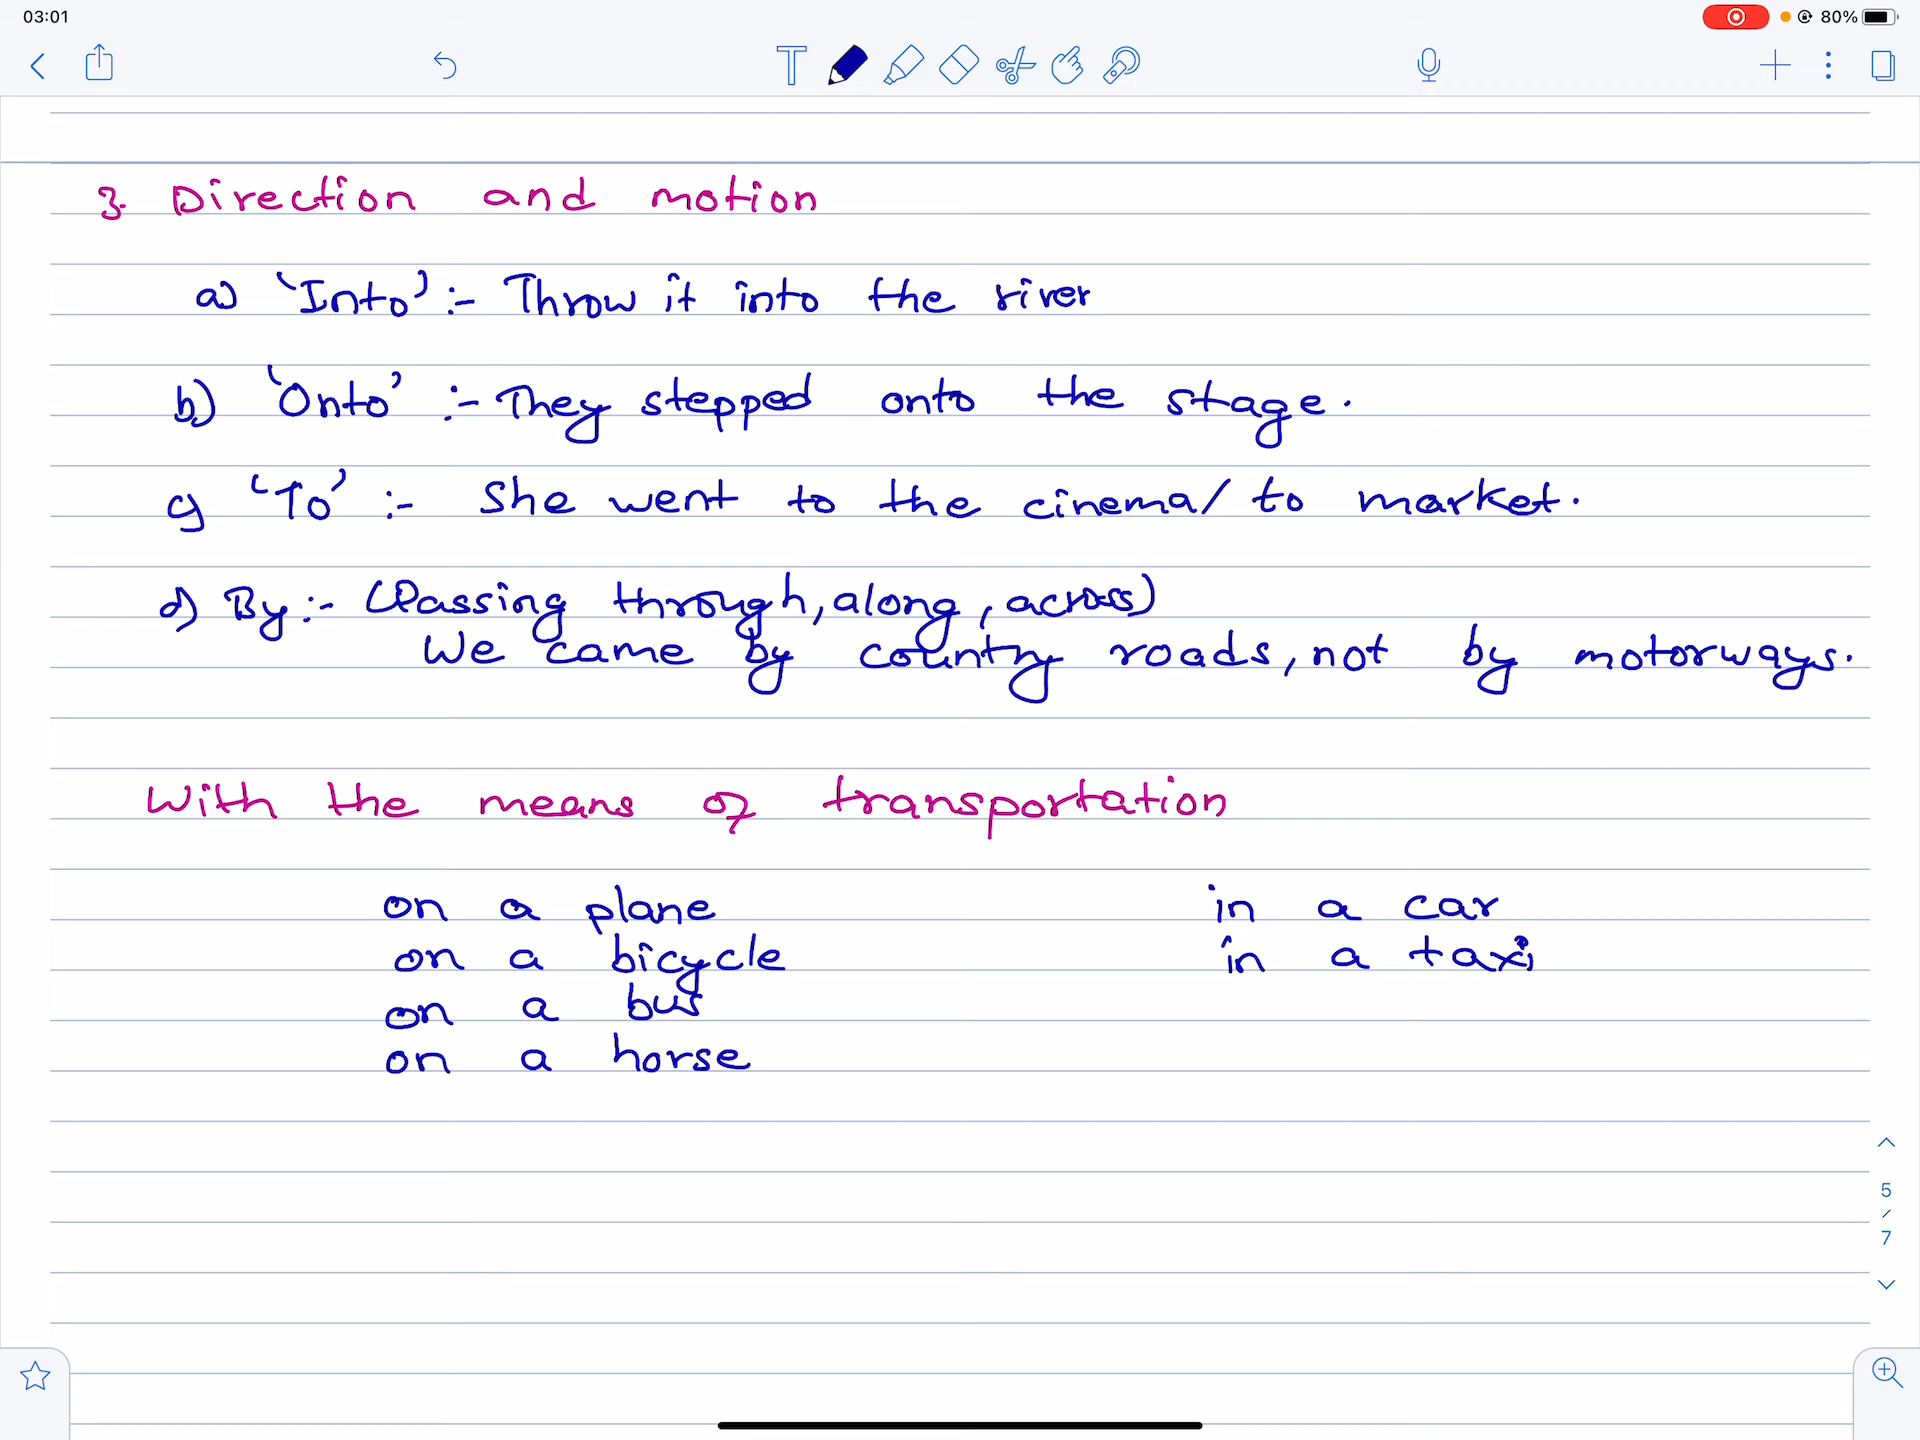 03:01
80%
3. Direction and motion
a) 'Into' :- Throw it into the river
b) 'Onto' :- They stepped onto the stage.
c) 'To' :- She went to the cinema/ to market.
d) By :- (Passing through, along, across)
We came by country roads, not by motorways.
With the means of transportation
on a plane in a car
on a bicycle in a taxi
on a bus
on a horse
5
/
7